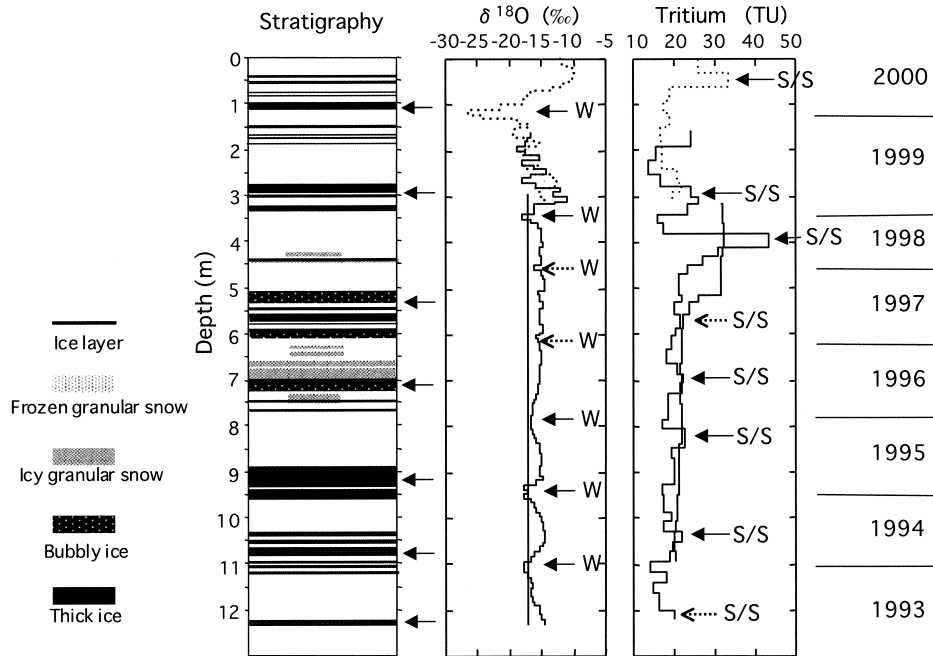 Stratigraphy
δ 18O (‰)
Tritium (TU)
-30 -25 -20 -15 -10 -5
10 20 30 40 50
Depth (m)
0
1
2
3
4
5
6
7
8
9
10
11
12
Ice layer
Frozen granular snow
Icy granular snow
Bubbly ice
Thick ice
W
W
W
W
W
W
W
S/S
S/S
S/S
S/S
S/S
S/S
S/S
S/S
2000
1999
1998
1997
1996
1995
1994
1993